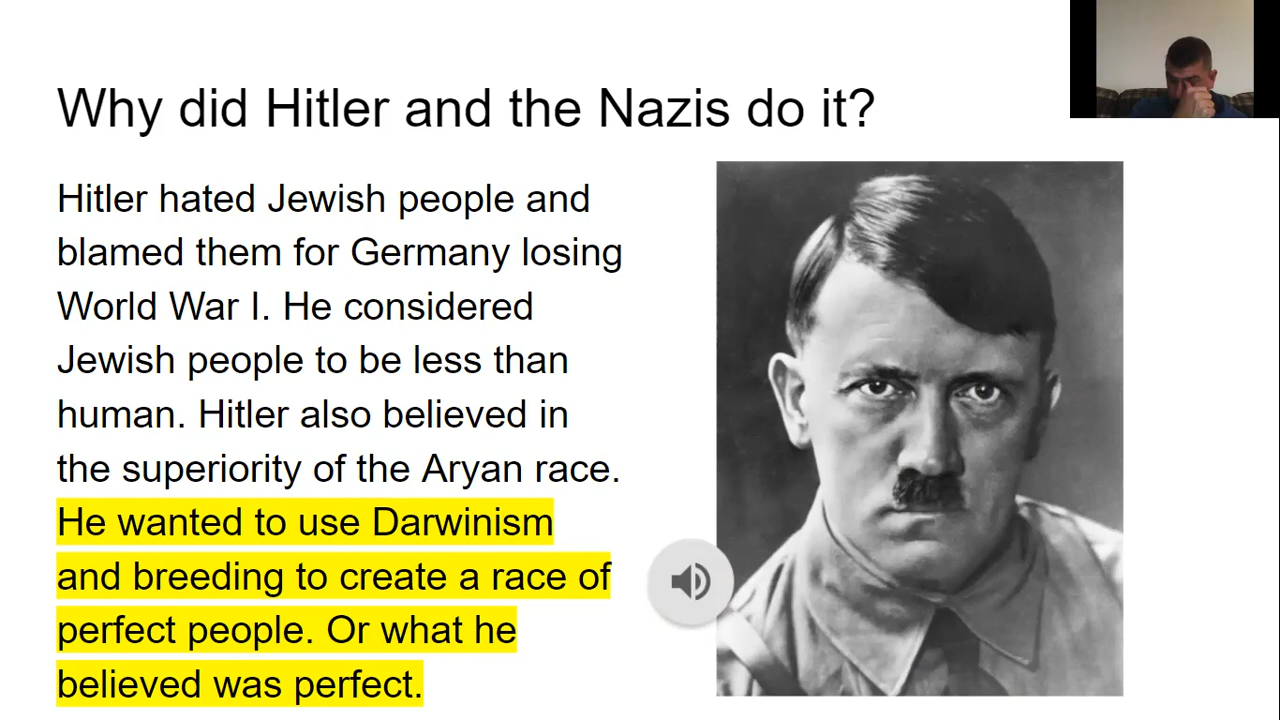 Why did Hitler and the Nazis do it?
Hitler hated Jewish people and
blamed them for Germany losing
World War I. He considered
Jewish people to be less than
human. Hitler also believed in
the superiority of the Aryan race.
He wanted to use Darwinism
and breeding to create a race of
perfect people. Or what he
believed was perfect.